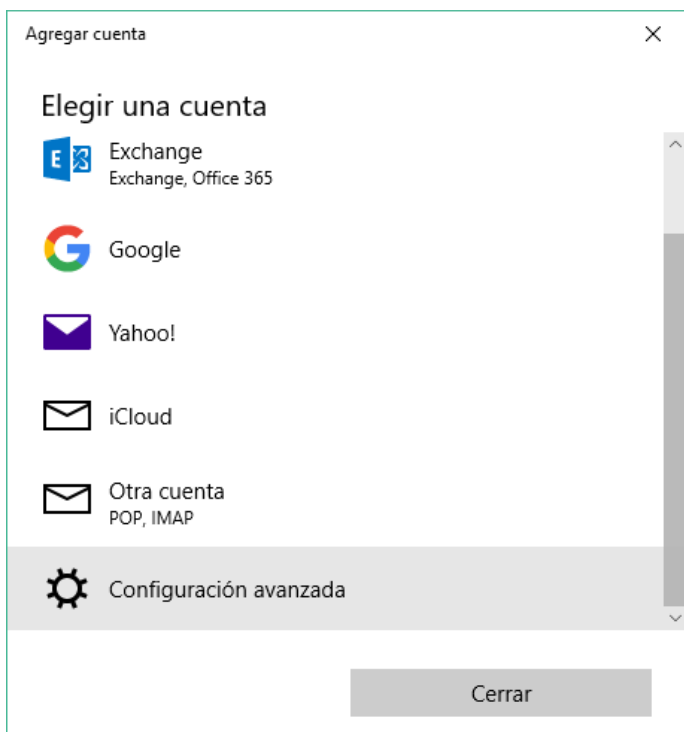 Agregar cuenta
Elegir una cuenta
E
Exchange
Exchange, Office 365
G
Google
Yahoo!
iCloud
Otra cuenta
POP, IMAP
Configuración avanzada
Cerrar